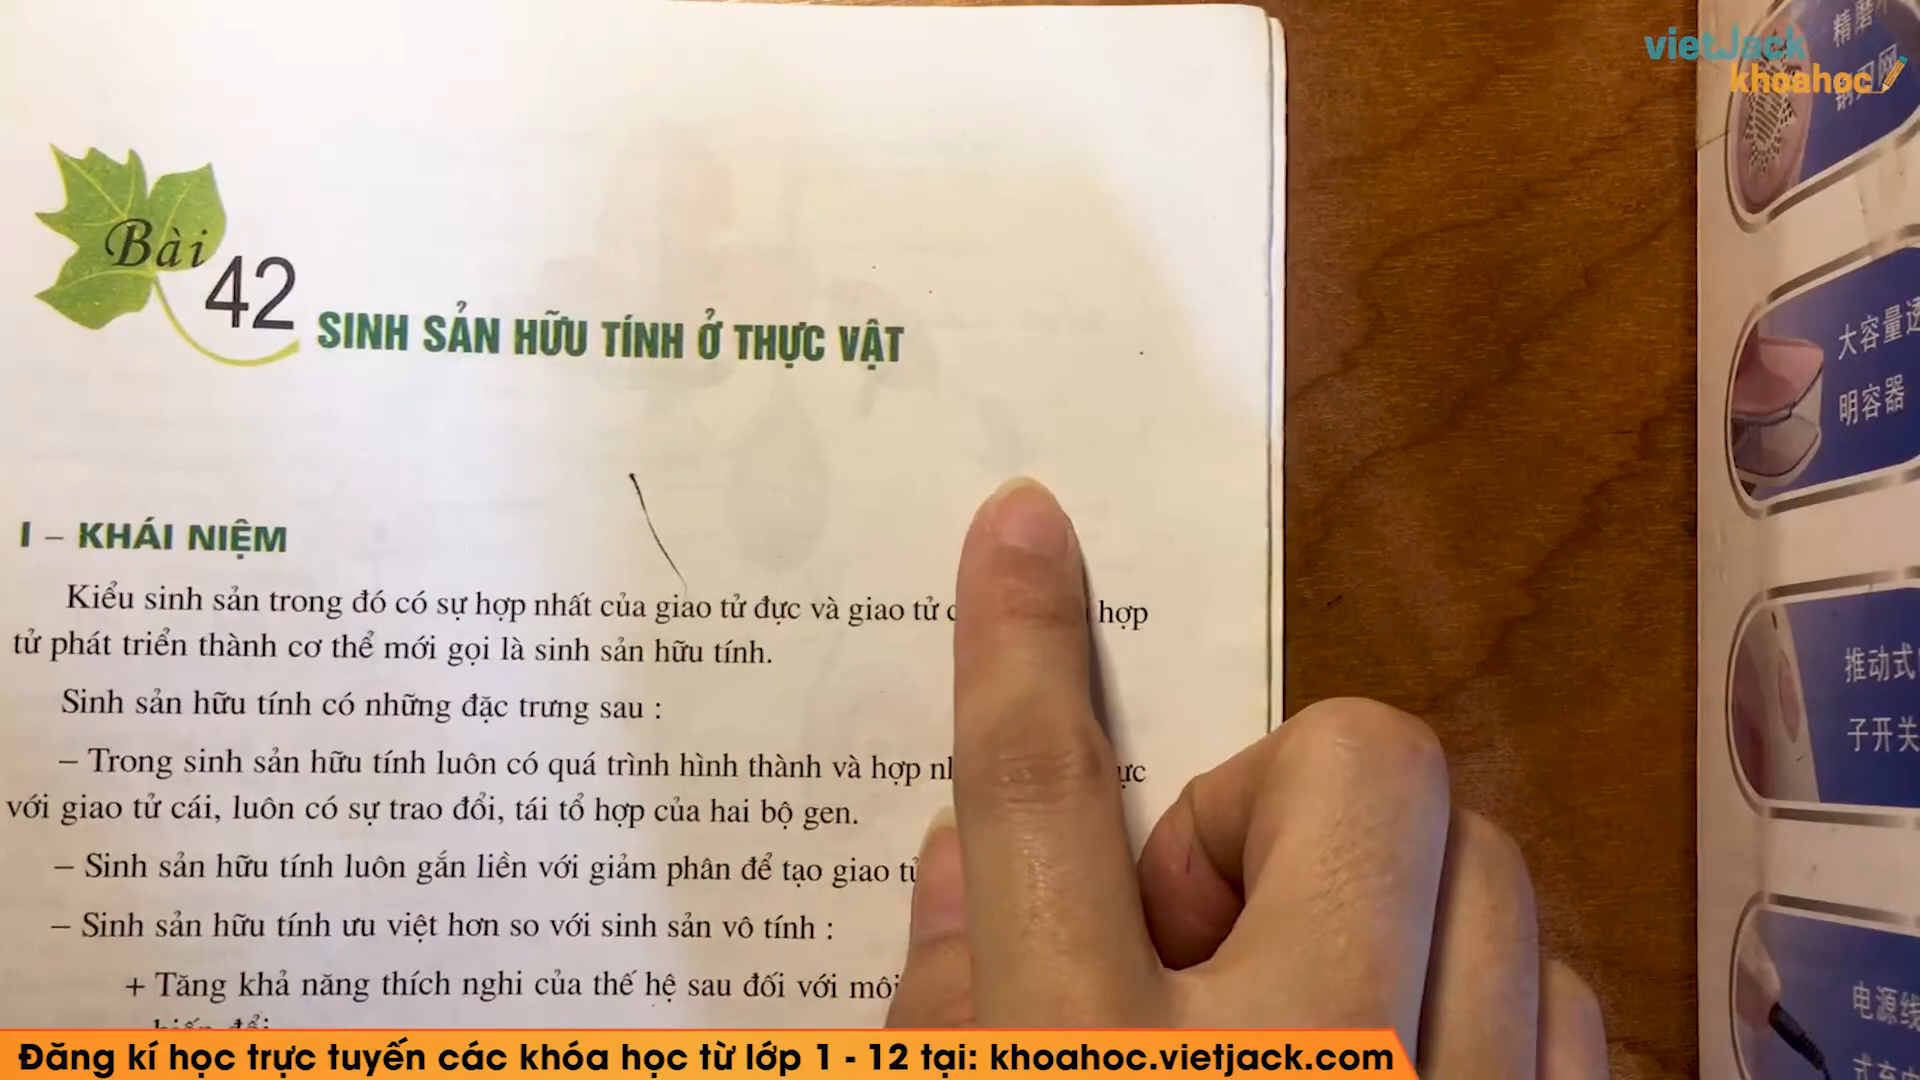 vietJack
khoahoc
Bài
42
SINH SẢN HỮU TÍNH Ở THỰC VẬT
I – KHÁI NIỆM
Kiểu sinh sản trong đó có sự hợp nhất của giao tử đực và giao tử hợp
tử phát triển thành cơ thể mới gọi là sinh sản hữu tính.
Sinh sản hữu tính có những đặc trưng sau :
– Trong sinh sản hữu tính luôn có quá trình hình thành và hợp
với giao tử cái, luôn có sự trao đổi, tái tổ hợp của hai bộ gen.
– Sinh sản hữu tính luôn gắn liền với giảm phân để tạo giao
– Sinh sản hữu tính ưu việt hơn so với sinh sản vô tính :
+ Tăng khả năng thích nghi của thế hệ sau đối với
精磨
网
大容量透
明容器
推动式
子开关
电源线
Đăng kí học trực tuyến các khóa học từ lớp 1 - 12 tại: khoahoc.vietjack.com